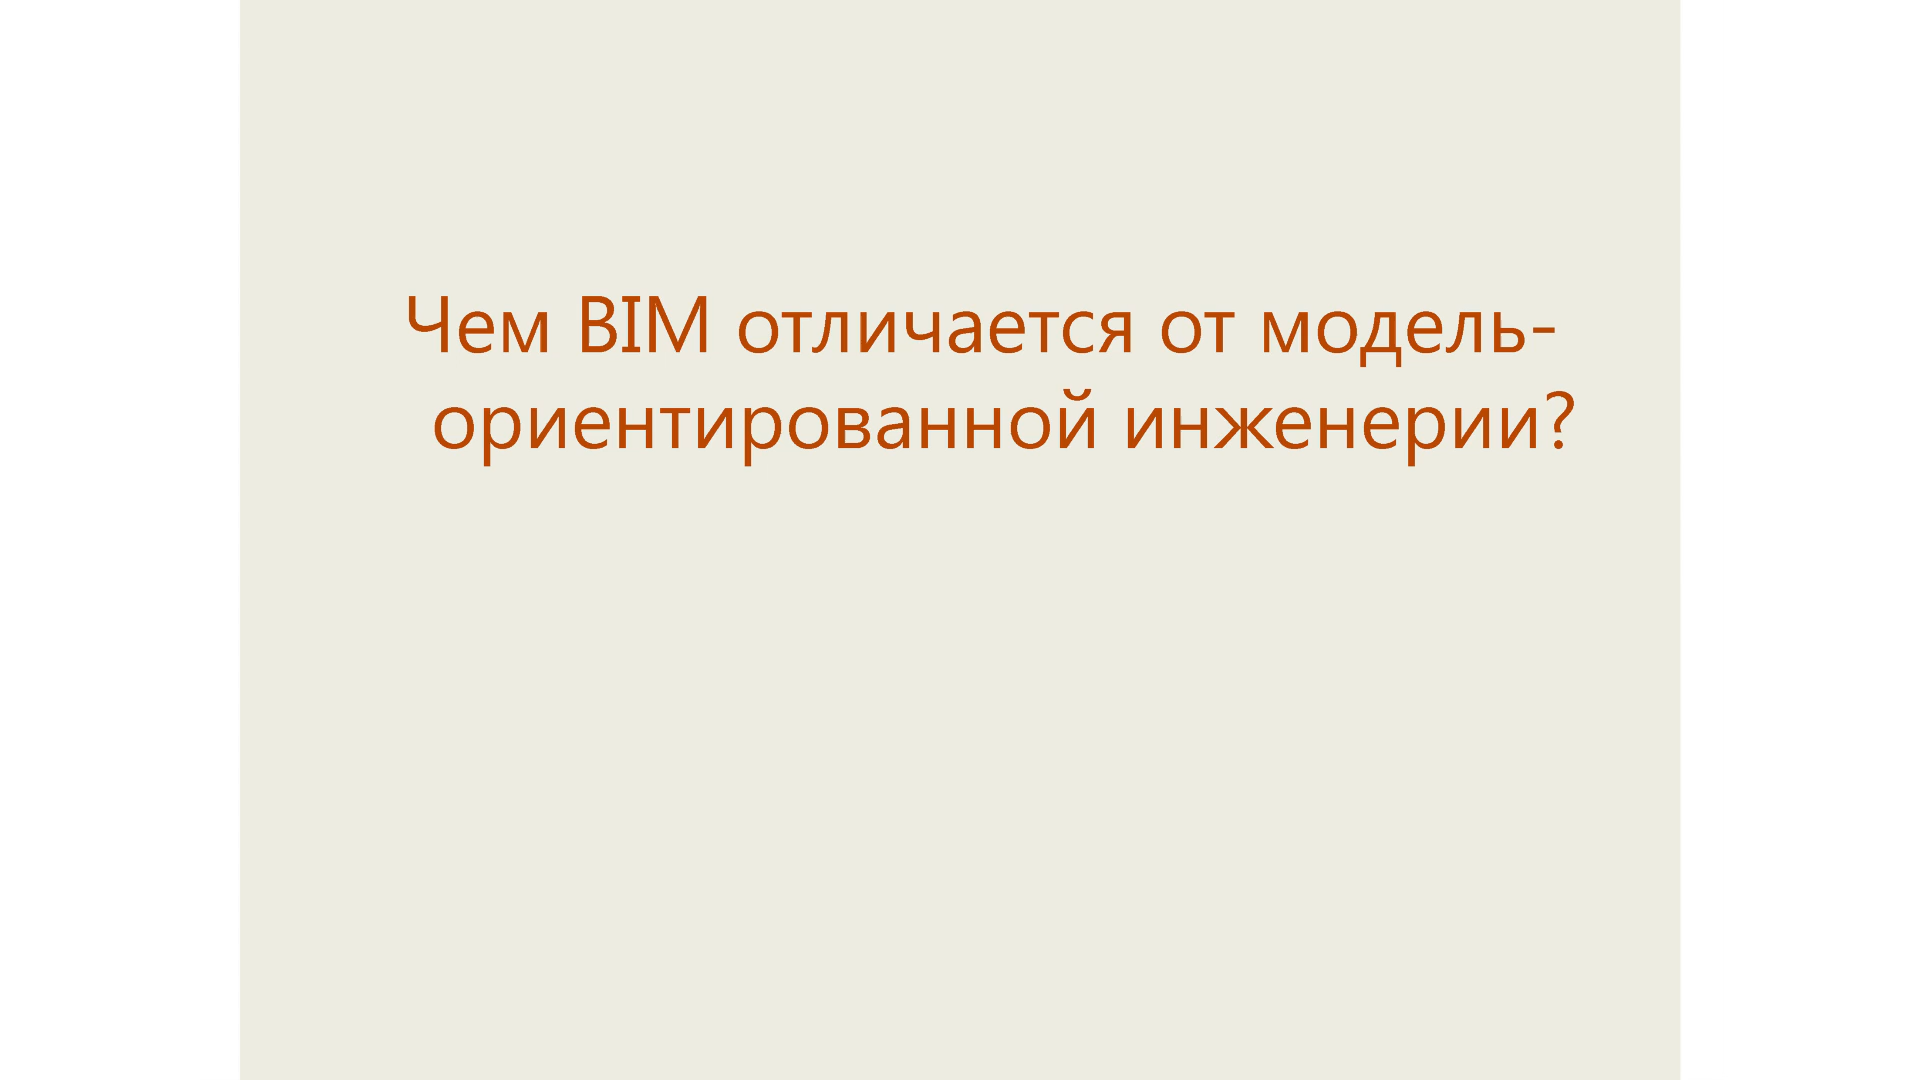 Чем BIM отличается от модель-
ориентированной инженерии?